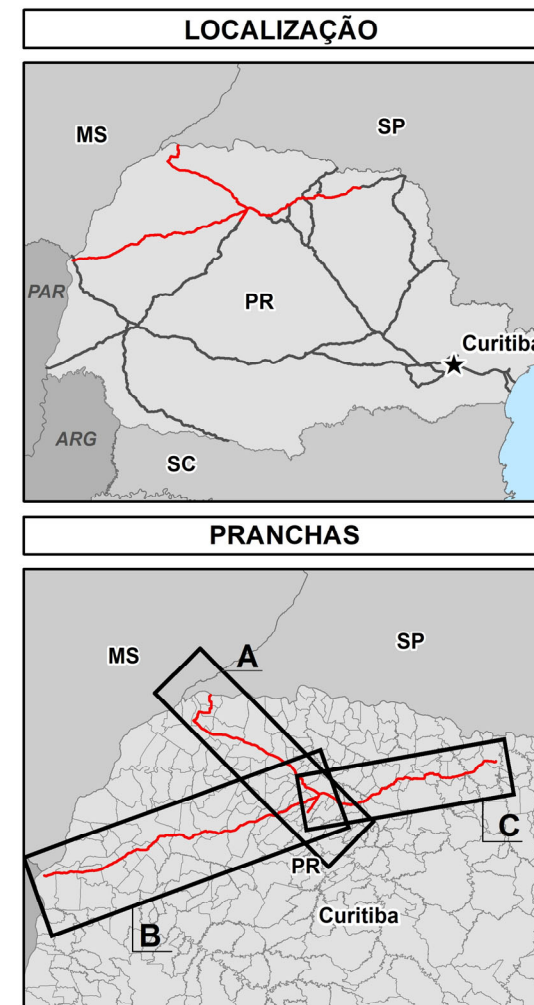 LOCALIZAÇÃO
MS
SP
PAR
PR
Curitiba
ARG
SC
PRANCHAS
MS
A
SP
C
PR
Curitiba
B